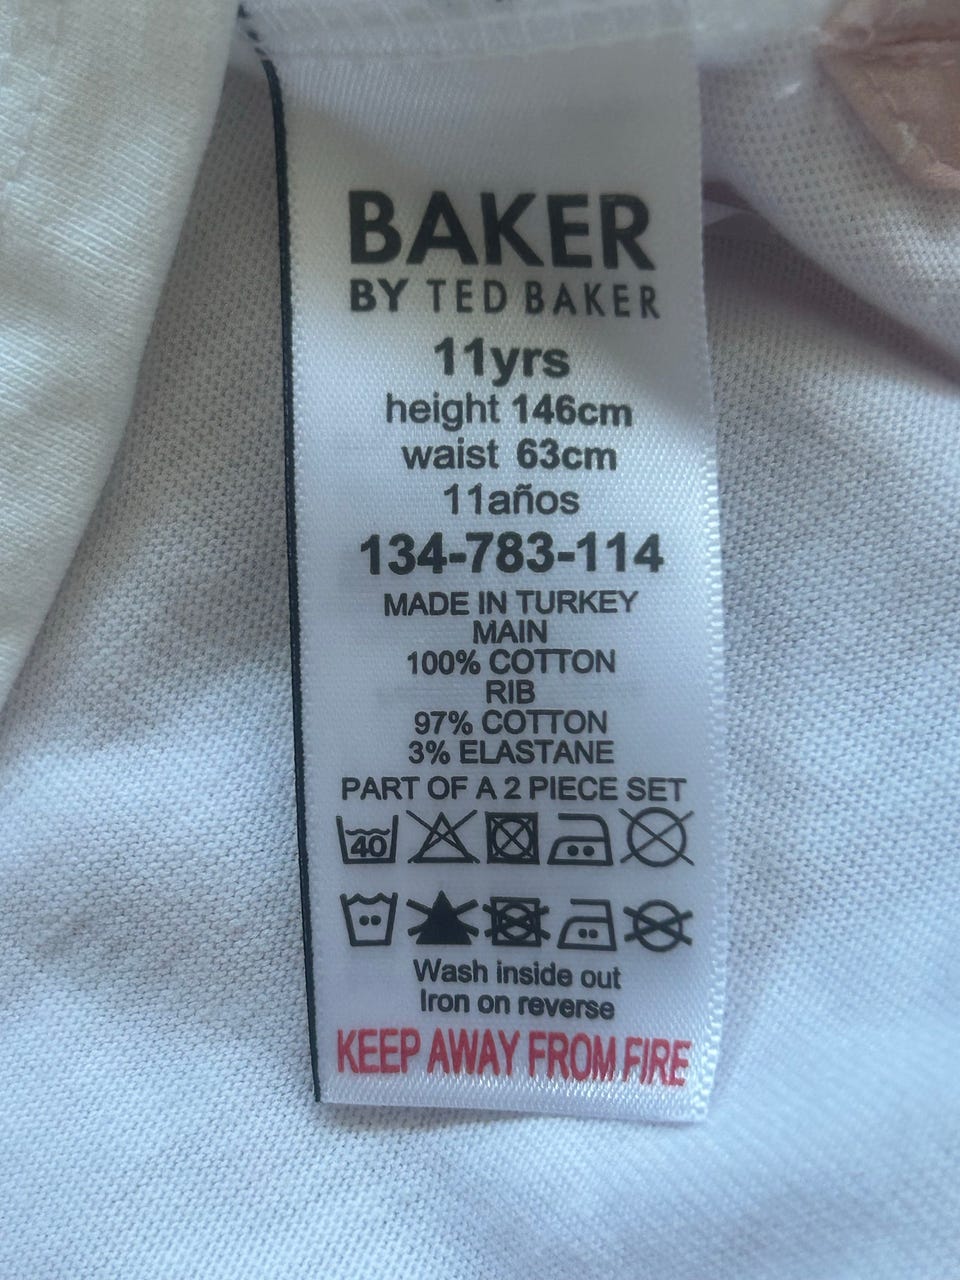 BAKER
BY TED BAKER
11yrs
height 146cm
waist 63cm
11años
134-783-114
MADE IN TURKEY
MAIN
100% COTTON
RIB
97% COTTON
3% ELASTANE
PART OF A 2 PIECE SET
40
Wash inside out
Iron on reverse
KEEP AWAY FROM FIRE